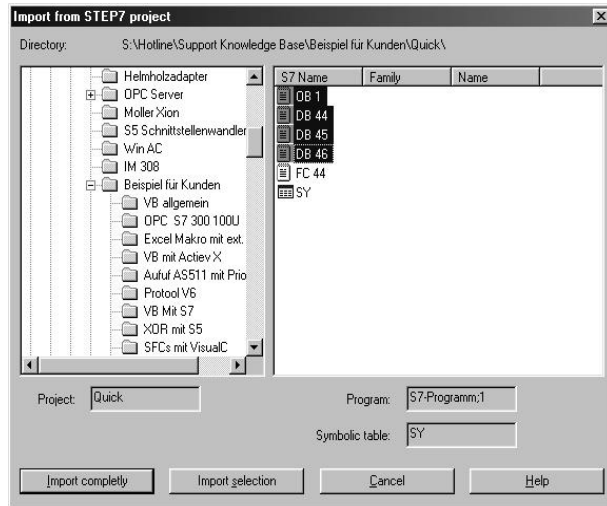 Import from STEP7 project
Directory: S:\Hotline\Support Knowledge Base\Beispiel für Kunden\Quick\
Helmholzadapter
OPC Server
Moller Xion
S5 Schnittstellenwandler
Win AC
IM 308
Beispiel für Kunden
VB allgemein
OPC S7 300 100U
Excel Makro mit ext.
VB mit Actiev X
Aufuf AS511 mit Prio
Protool V6
VB Mit S7
XOR mit S5
SFCs mit VisualC
S7 Name Family Name
OB 1
DB 44
DB 45
DB 46
FC 44
SY
Project: Quick
Program: S7-Programm;1
Symbolic table: SY
Import completly Import selection Cancel Help